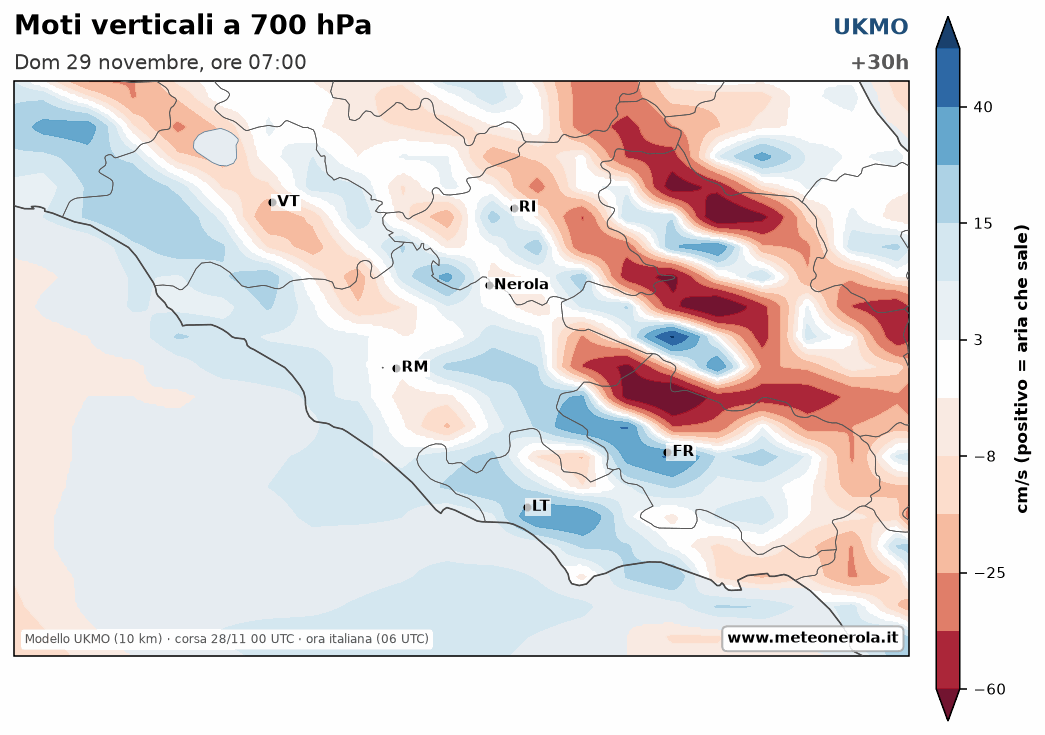 Moti verticali a 700 hPa
UKMO
Dom 29 novembre, ore 07:00
+30h
VT
RI
Nerola
RM
FR
LT
40
15
3
−8
−25
−60
cm/s (positivo = aria che sale)
Modello UKMO (10 km) · corsa 28/11 00 UTC · ora italiana (06 UTC)
www.meteonerola.it